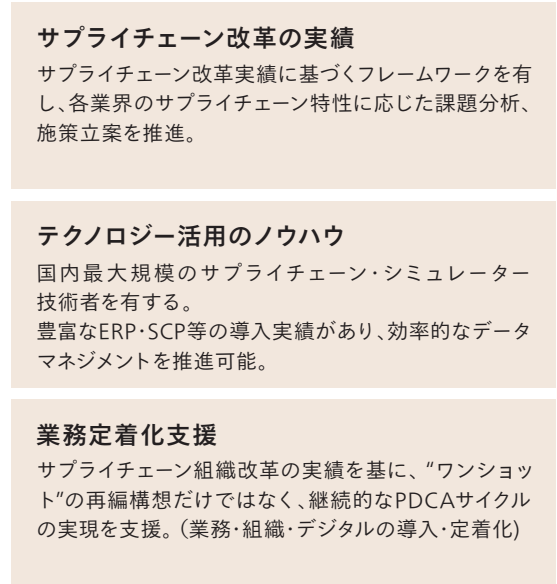 サプライチェーン改革の実績
サプライチェーン改革実績に基づくフレームワークを有
し、各業界のサプライチェーン特性に応じた課題分析、
施策立案を推進。
テクノロジー活用のノウハウ
国内最大規模のサプライチェーン・シミュレーター
技術者を有する。
豊富なERP・SCP等の導入実績があり、効率的なデータ
マネジメントを推進可能。
業務定着化支援
サプライチェーン組織改革の実績を基に、“ワンショッ
ト”の再編構想だけではなく、継続的なPDCAサイクル
の実現を支援。（業務・組織・デジタルの導入・定着化)